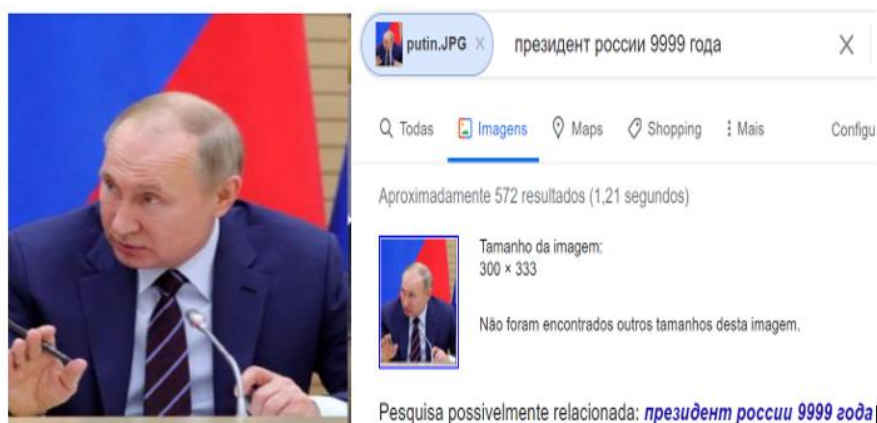 putin.JPG × президент россии 9999 года ×
Todas Imagens Maps Shopping Mais Configu
Aproximadamente 572 resultados (1,21 segundos)
Tamanho da imagem:
300 × 333
Não foram encontrados outros tamanhos desta imagem.
Pesquisa possivelmente relacionada: президент россии 9999 года